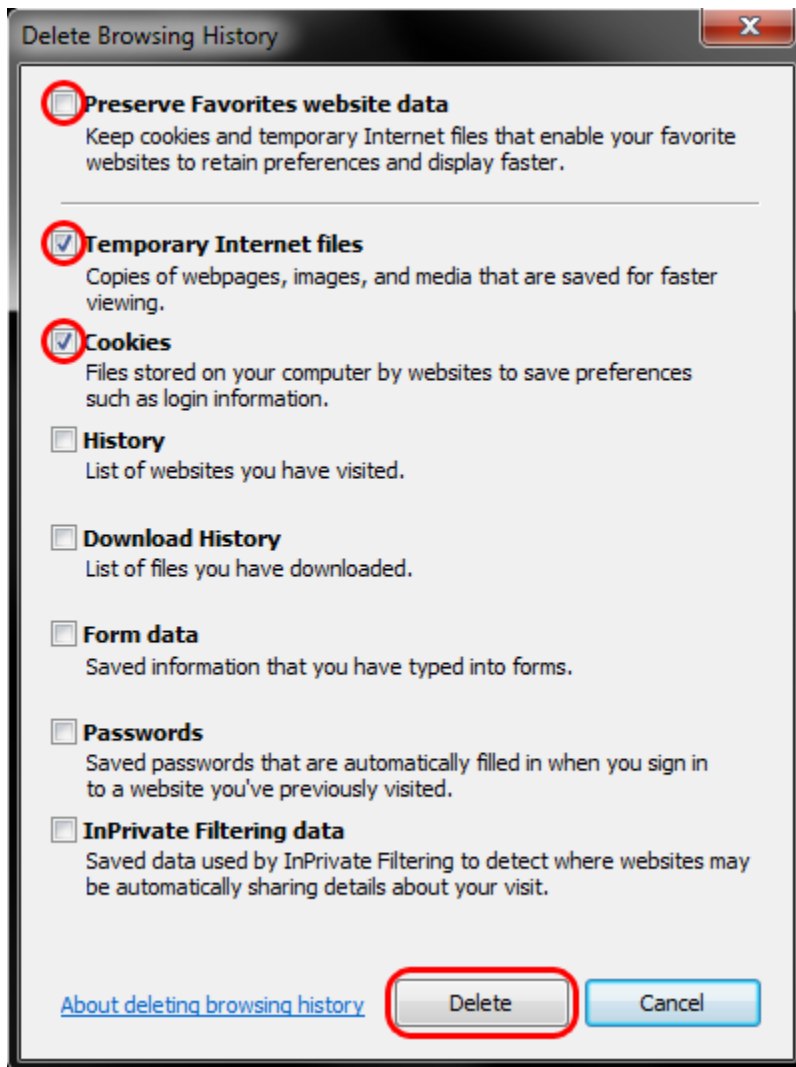 Delete Browsing History
Preserve Favorites website data
Keep cookies and temporary Internet files that enable your favorite
websites to retain preferences and display faster.
Temporary Internet files
Copies of webpages, images, and media that are saved for faster
viewing.
Cookies
Files stored on your computer by websites to save preferences
such as login information.
History
List of websites you have visited.
Download History
List of files you have downloaded.
Form data
Saved information that you have typed into forms.
Passwords
Saved passwords that are automatically filled in when you sign in
to a website you've previously visited.
InPrivate Filtering data
Saved data used by InPrivate Filtering to detect where websites may
be automatically sharing details about your visit.
About deleting browsing history Delete Cancel